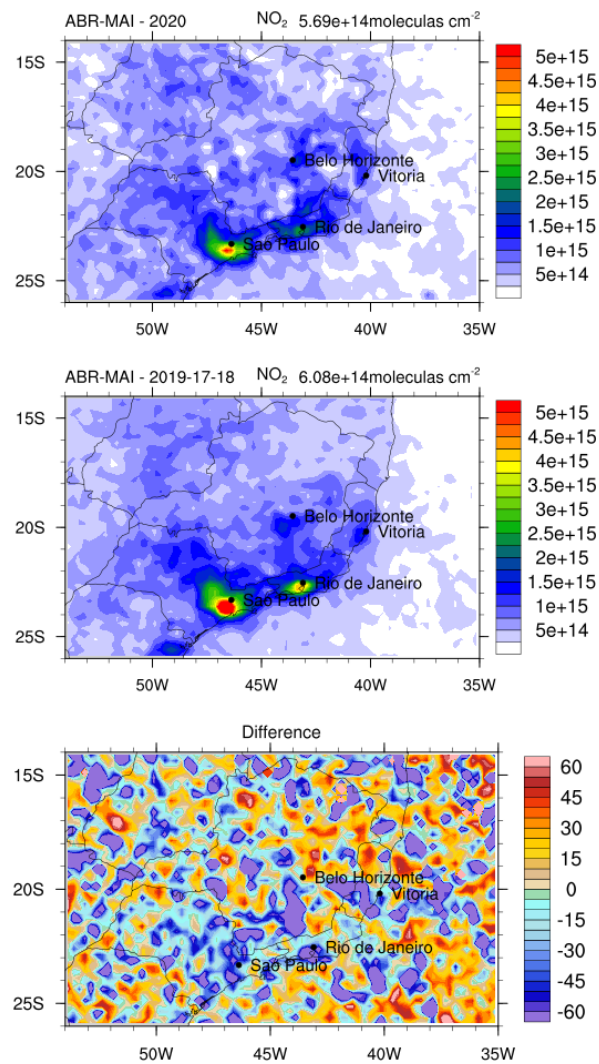 ABR-MAI - 2020 NO₂ 5.69e+14moleculas cm⁻²
15S
20S
25S
50W 45W 40W 35W
Belo Horizonte
Vitoria
Rio de Janeiro
Sao Paulo
5e+15
4.5e+15
4e+15
3.5e+15
3e+15
2.5e+15
2e+15
1.5e+15
1e+15
5e+14
ABR-MAI - 2019-17-18 NO₂ 6.08e+14moleculas cm⁻²
15S
20S
25S
50W 45W 40W 35W
Belo Horizonte
Vitoria
Rio de Janeiro
Sao Paulo
5e+15
4.5e+15
4e+15
3.5e+15
3e+15
2.5e+15
2e+15
1.5e+15
1e+15
5e+14
Difference
15S
20S
25S
50W 45W 40W 35W
Belo Horizonte
Vitoria
Rio de Janeiro
Sao Paulo
60
45
30
15
0
-15
-30
-45
-60